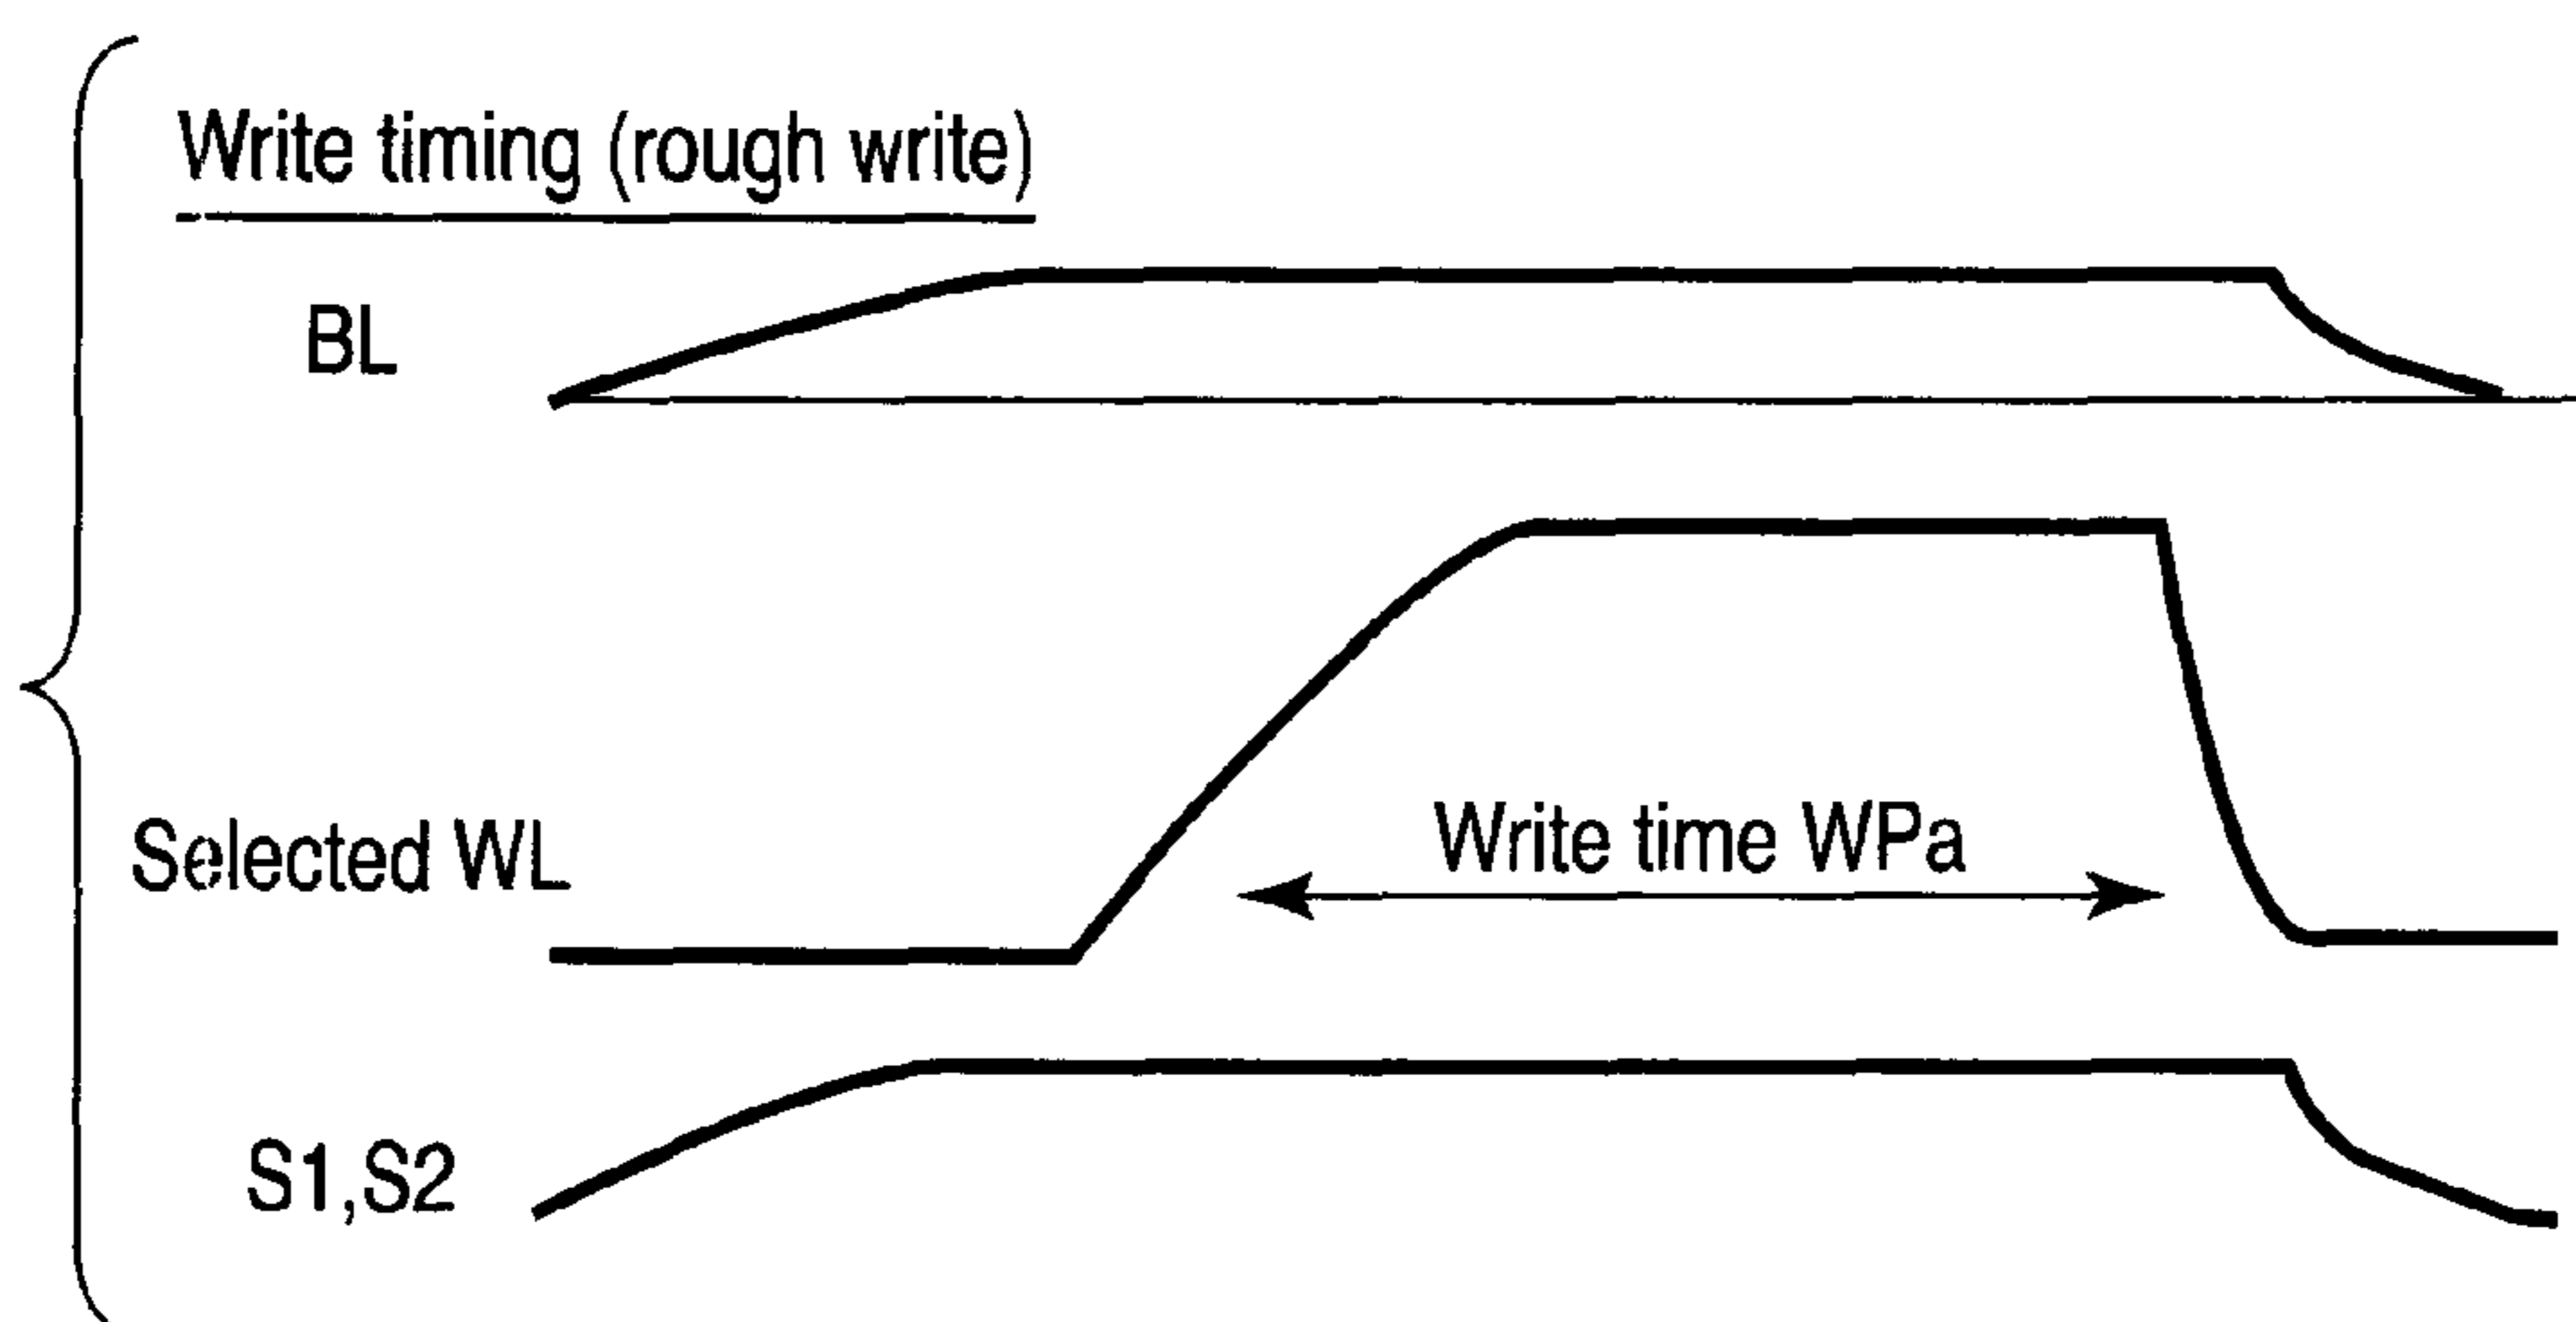 Write timing (rough write)
BL
Selected WL
Write time WPa
S1,S2